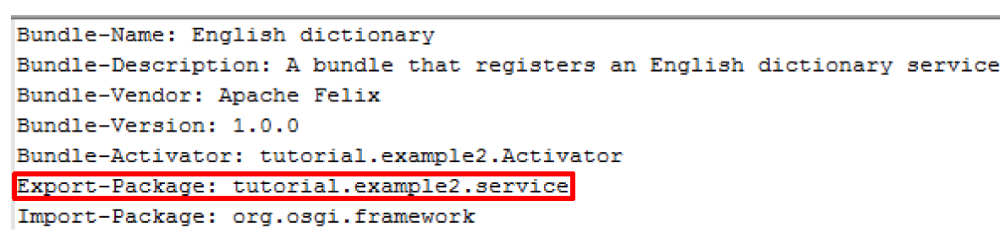 Bundle-Name: English dictionary
Bundle-Description: A bundle that registers an English dictionary service
Bundle-Vendor: Apache Felix
Bundle-Version: 1.0.0
Bundle-Activator: tutorial.example2.Activator
Export-Package: tutorial.example2.service
Import-Package: org.osgi.framework